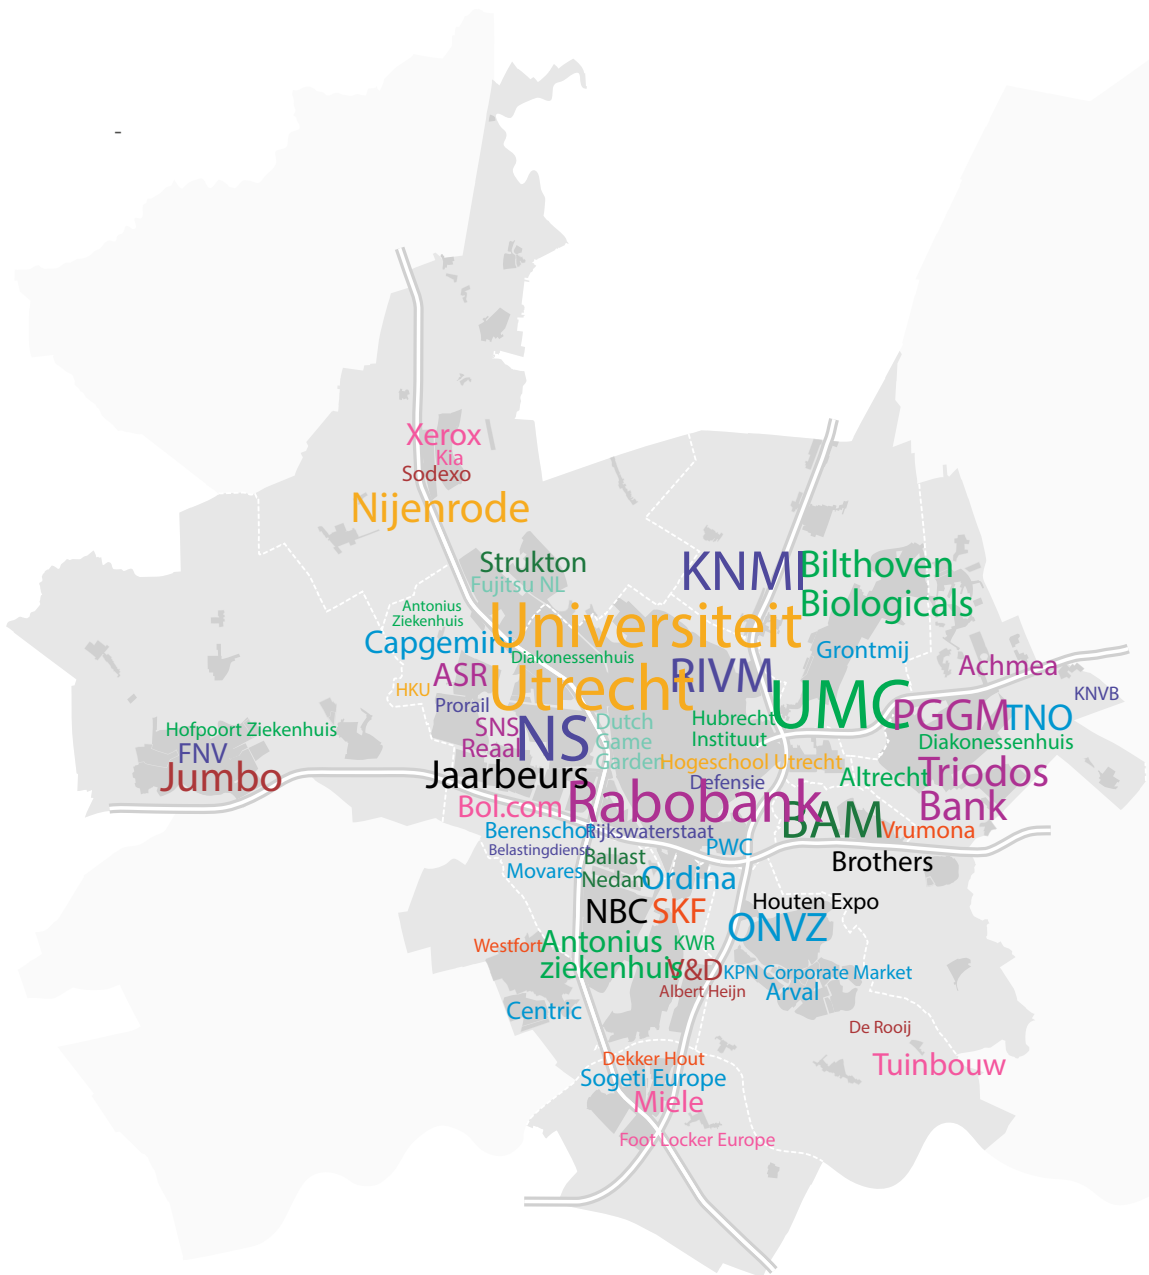 -
Xerox
Kia
Sodexo
Nijenrode
Strukton
Fujitsu NL
KNMI
Bilthoven
Biologicals
Antonius
Ziekenhuis
Universiteit
Utrecht
Capgemini
Diakonessenhuis
Grontmij
RIVM
Achmea
ASR
HKU
KNVB
UMC
Prorail
PGGM
TNO
SNS
Reaal
NS
Dutch
Game
Garden
Hubrecht
Instituut
Hofpoort Ziekenhuis
FNV
Jumbo
Diakonessenhuis
Hogeschool Utrecht
Jaarbeurs
Defensie
Altrecht
Triodos
Bank
Bol.com
Rabobank
BAM
Vrumona
Berenschot
Rijkswaterstaat
Belastingdienst
PWC
Ballast
Nedam
Brothers
Movares
Ordina
NBC
SKF
Houten Expo
ONVZ
Westfort
Antonius
ziekenhuis
KWR
V&D
KPN Corporate Market
Albert Heijn
Arval
Centric
De Rooij
Dekker Hout
Tuinbouw
Sogeti Europe
Miele
Foot Locker Europe